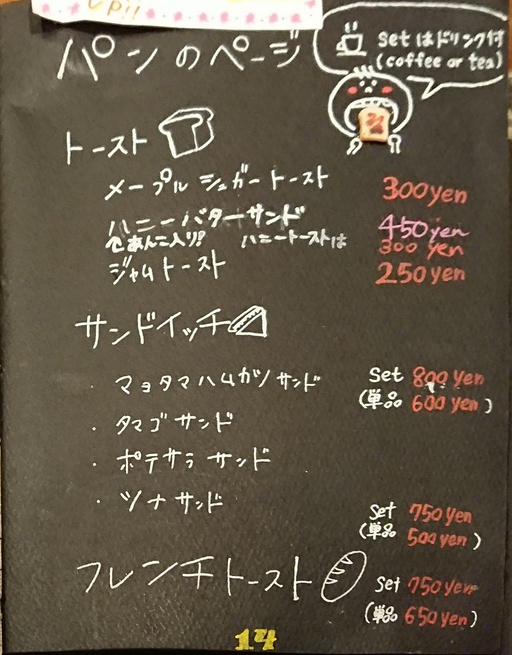 UP!!
パンのページ
Setはドリンク付
(coffee or tea)
トースト
メープルシュガートースト 300yen
ハニーバターサンド 450yen
あんこ入り!? ハニートーストは 300 yen
ジャムトースト 250yen
サンドイッチ
・マヨタマハムカツサンド Set 800yen
(単品 600yen)
・タマゴサンド
・ポテサラサンド
・ツナサンド
Set 750yen
(単品 500yen)
フレンチトースト Set 750yen
(単品 650yen)
14